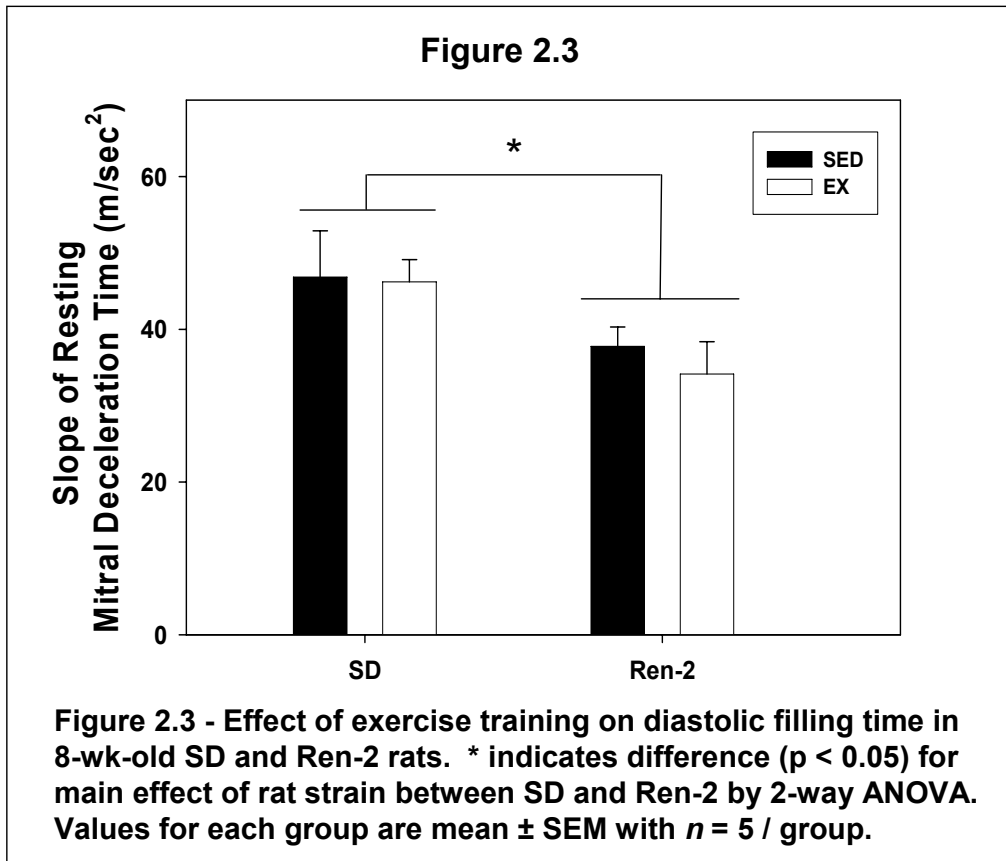 Figure 2.3
Slope of Resting
Mitral Deceleration Time (m/sec²)
60
40
20
0
*
SED
EX
SD
Ren-2
Figure 2.3 - Effect of exercise training on diastolic filling time in
8-wk-old SD and Ren-2 rats. * indicates difference (p < 0.05) for
main effect of rat strain between SD and Ren-2 by 2-way ANOVA.
Values for each group are mean ± SEM with n = 5 / group.